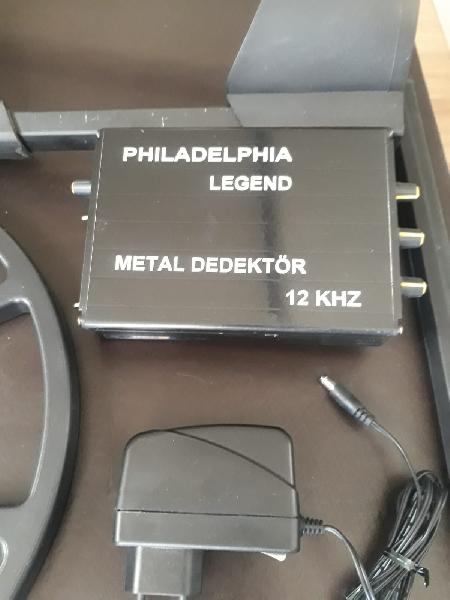 PHILADELPHIA
LEGEND
METAL DEDEKTÖR
12 KHZ